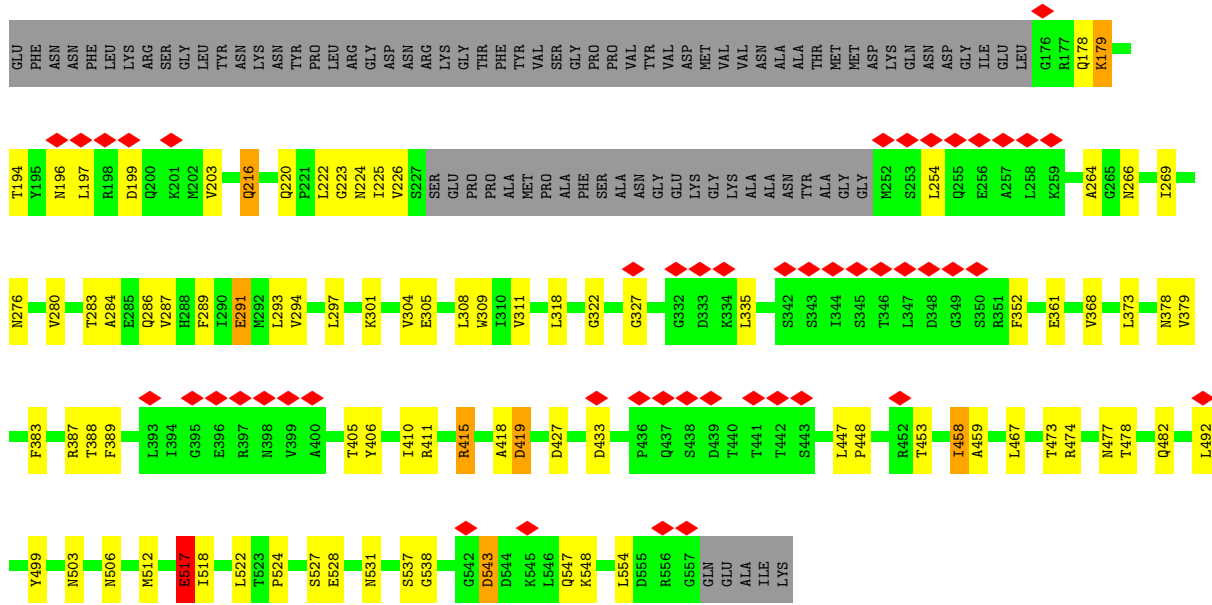 GLU PHE ASN ASN PHE LEU LYS ARG SER GLY LEU TYR ASN LYS ASN TYR PRO LEU ARG GLY ASP ASN ARG LYS GLY THR PHE TYR VAL SER GLY PRO PRO VAL TYR VAL ASP MET VAL VAL ASN ALA ALA THR MET MET ASP LYS GLN ASN ASP GLY ILE GLU LEU G176 R177 Q178 K179
T194 Y195 N196 L197 R198 D199 Q200 K201 M202 V203 Q216 Q220 P221 L222 G223 N224 I225 V226 S227 SER GLU PRO PRO ALA MET PRO ALA PHE SER ALA ASN GLY GLU LYS GLY LYS ALA ALA ASN TYR ALA GLY GLY M252 S253 L254 Q255 E256 A257 L258 K259 A264 G265 N266 I269
N276 V280 T283 A284 E285 Q286 V287 H288 F289 I290 E291 M292 L293 V294 L297 K301 V304 E305 L308 W309 I310 V311 L318 G322 G327 G332 D333 K334 L335 S342 S343 I344 S345 T346 L347 D348 G349 S350 R351 F352 E361 V368 L373 N378 V379
F383 R387 T388 F389 L393 I394 G395 E396 R397 N398 V399 A400 T405 Y406 I410 R411 R415 A418 D419 D427 D433 P436 Q437 S438 D439 T440 T441 T442 S443 L447 P448 R452 T453 I458 A459 L467 T473 R474 N477 T478 Q482 L492
Y499 N503 N506 M512 E517 I518 L522 T523 P524 S527 E528 N531 S537 G538 G542 D543 D544 K545 L546 Q547 K548 L554 D555 R556 G557 GLN GLU ALA ILE LYS